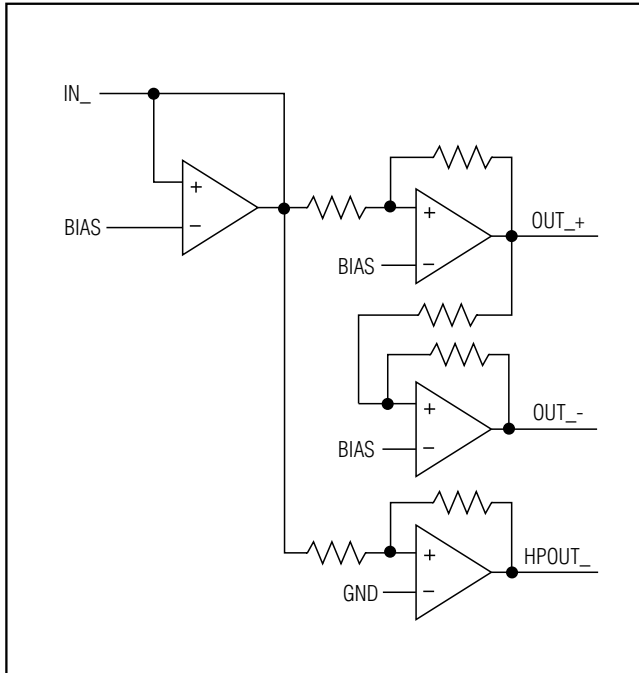 IN_
+
BIAS
−
+
BIAS
−
OUT_+
+
BIAS
−
OUT_-
+
GND
−
HPOUT_